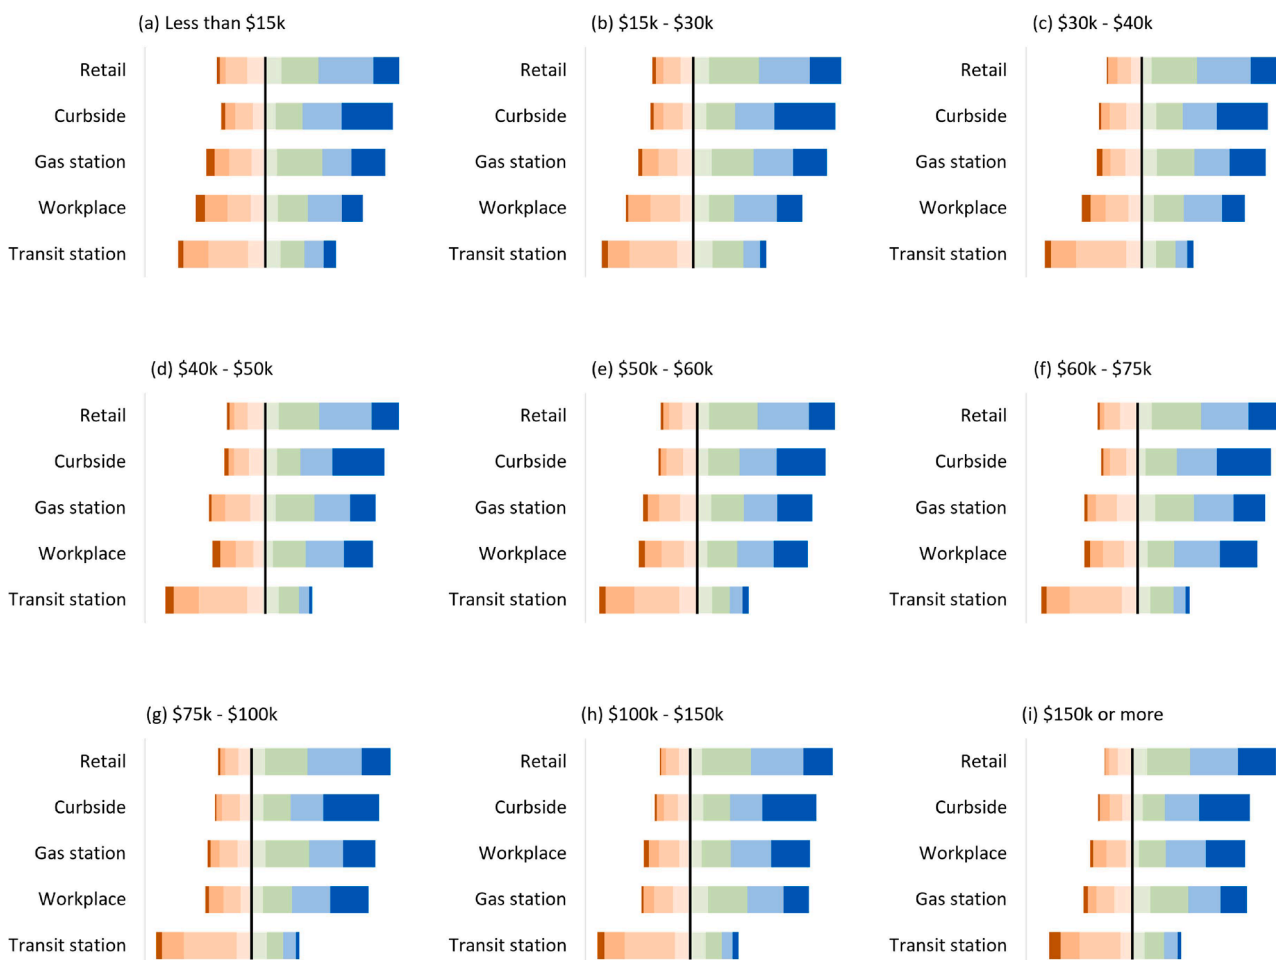 (a) Less than $15k
Retail
Curbside
Gas station
Workplace
Transit station
(b) $15k - $30k
Retail
Curbside
Gas station
Workplace
Transit station
(c) $30k - $40k
Retail
Curbside
Gas station
Workplace
Transit station
(d) $40k - $50k
Retail
Curbside
Gas station
Workplace
Transit station
(e) $50k - $60k
Retail
Curbside
Gas station
Workplace
Transit station
(f) $60k - $75k
Retail
Curbside
Gas station
Workplace
Transit station
(g) $75k - $100k
Retail
Curbside
Gas station
Workplace
Transit station
(h) $100k - $150k
Retail
Curbside
Workplace
Gas station
Transit station
(i) $150k or more
Retail
Curbside
Workplace
Gas station
Transit station